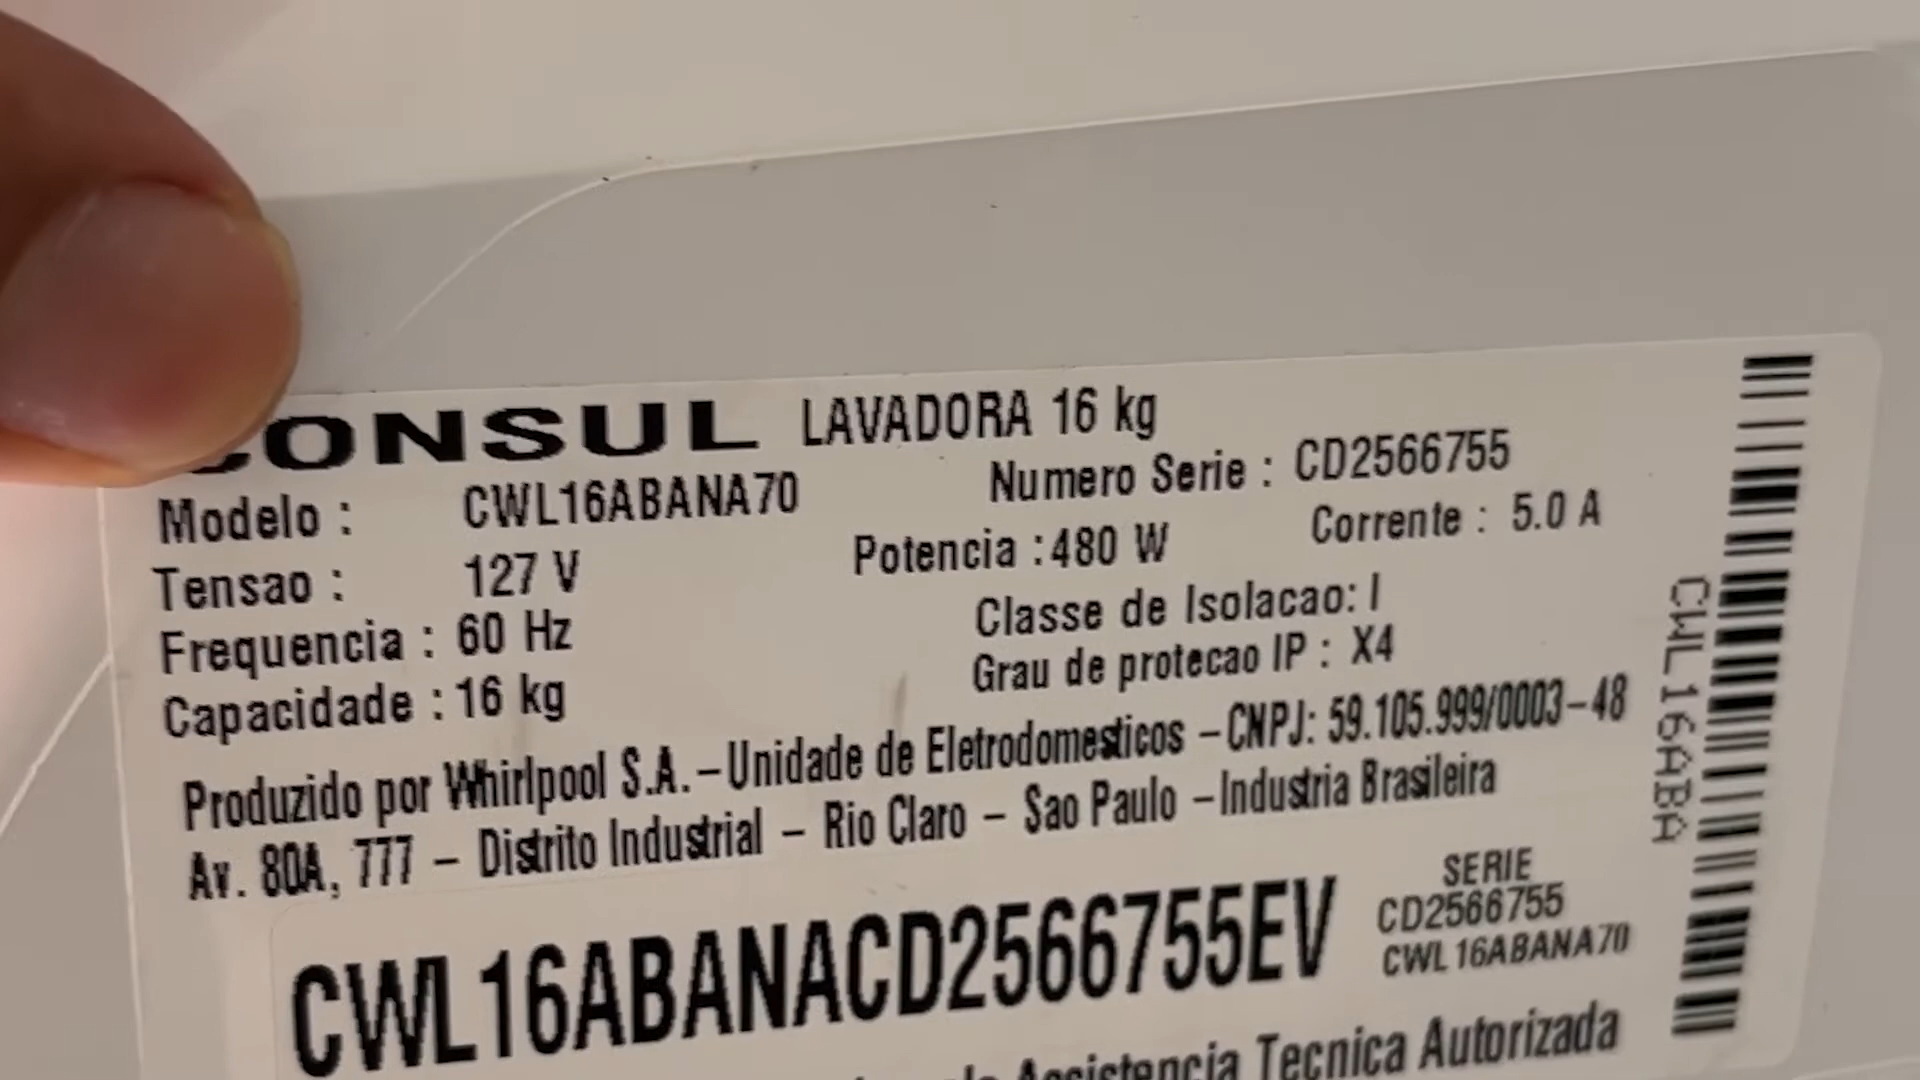 CONSUL LAVADORA 16 kg
Modelo : CWL16ABANA70 Numero Serie : CD2566755
Tensao : 127 V Potencia :480 W Corrente : 5.0 A
Frequencia : 60 Hz Classe de Isolacao: I
Capacidade : 16 kg Grau de protecao IP : X4
Produzido por Whirlpool S.A.-Unidade de Eletrodomesticos -CNPJ: 59.105.999/0003-48
Av. 80A, 777 - Distrito Industrial - Rio Claro - Sao Paulo -Industria Brasileira
CWL16ABANACD2566755EV
SERIE
CD2566755
CWL16ABANA70
Assistencia Tecnica Autorizada
CWL16ABA